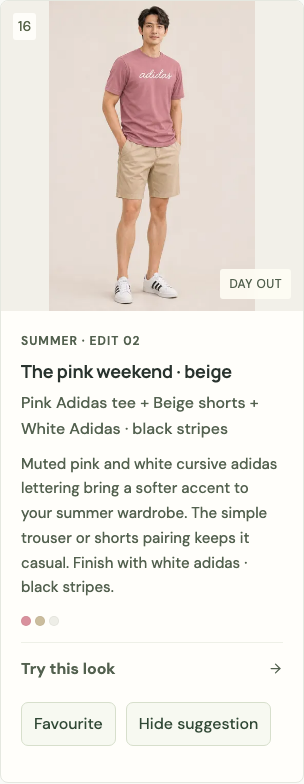 16
adidas
DAY OUT
SUMMER · EDIT 02
The pink weekend · beige
Pink Adidas tee + Beige shorts +
White Adidas · black stripes
Muted pink and white cursive adidas
lettering bring a softer accent to
your summer wardrobe. The simple
trouser or shorts pairing keeps it
casual. Finish with white adidas ·
black stripes.
Try this look →
Favourite
Hide suggestion